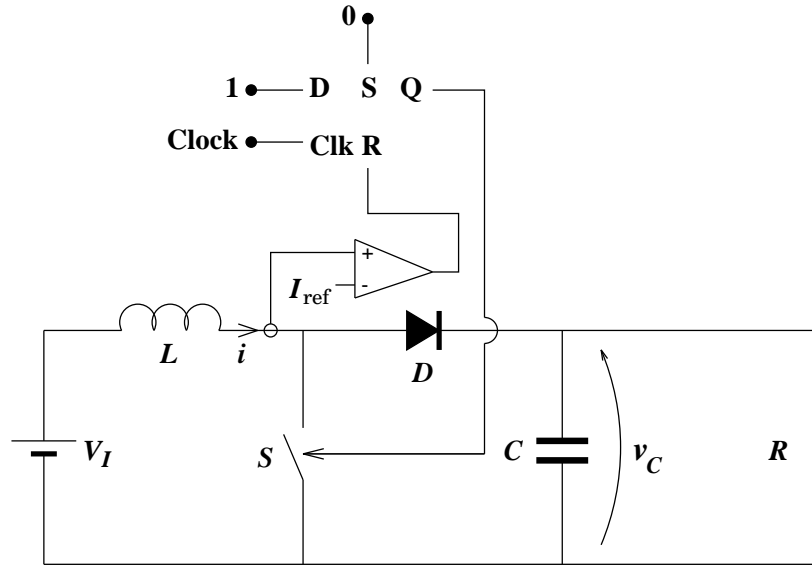 0
1 D S Q
Clock Clk R
+
I_ref -
L i D
V_I S C v_C R